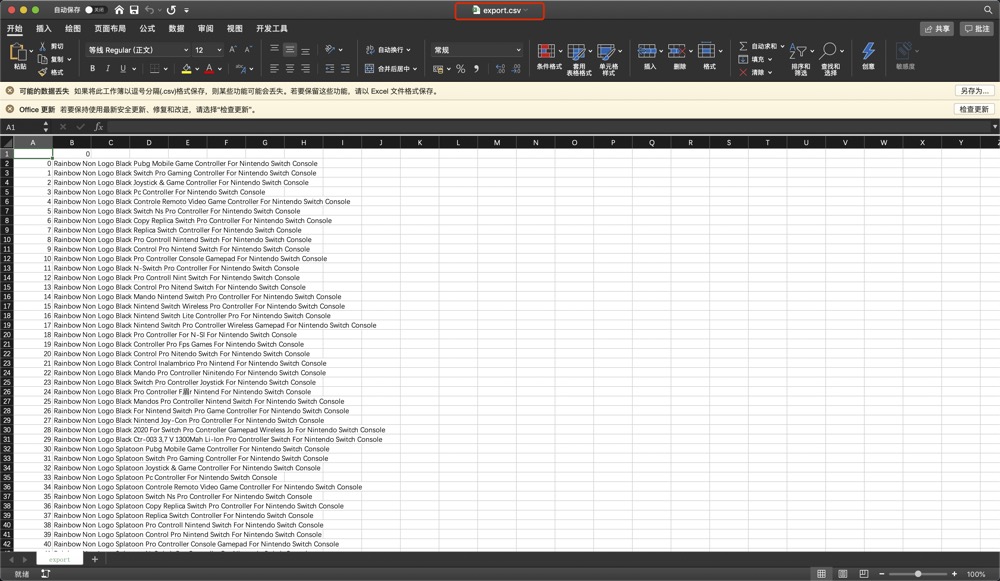 自动保存 关闭 export.csv
开始 插入 绘图 页面布局 公式 数据 审阅 视图 开发工具 共享 批注
粘贴 剪切 复制 格式 等线 Regular (正文) 12 自动换行 合并后居中 常规 条件格式 套用表格格式 单元格样式 插入 删除 格式 自动求和 填充 清除 排序和筛选 查找和选择 创意 敏感度
可能的数据丢失 如果将此工作簿以逗号分隔(.csv)格式保存，则某些功能可能会丢失。若要保留这些功能，请以 Excel 文件格式保存。 另存为...
Office 更新 若要保持使用最新安全更新、修复和改进，请选择“检查更新”。 检查更新
A1 fx
A B C D E F G H I J K L M N O P Q R S T U V W X Y
1 0
2 0 Rainbow Non Logo Black Pubg Mobile Game Controller For Nintendo Switch Console
3 1 Rainbow Non Logo Black Switch Pro Gaming Controller For Nintendo Switch Console
4 2 Rainbow Non Logo Black Joystick & Game Controller For Nintendo Switch Console
5 3 Rainbow Non Logo Black Pc Controller For Nintendo Switch Console
6 4 Rainbow Non Logo Black Controle Remoto Video Game Controller For Nintendo Switch Console
7 5 Rainbow Non Logo Black Switch Ns Pro Controller For Nintendo Switch Console
8 6 Rainbow Non Logo Black Copy Replica Switch Pro Controller For Nintendo Switch Console
9 7 Rainbow Non Logo Black Replica Switch Controller For Nintendo Switch Console
10 8 Rainbow Non Logo Black Pro Controll Nintend Switch For Nintendo Switch Console
11 9 Rainbow Non Logo Black Control Pro Nintend Switch For Nintendo Switch Console
12 10 Rainbow Non Logo Black Pro Controller Console Gamepad For Nintendo Switch Console
13 11 Rainbow Non Logo Black N-Switch Pro Controller For Nintendo Switch Console
14 12 Rainbow Non Logo Black Pro Controll Nint Switch For Nintendo Switch Console
15 13 Rainbow Non Logo Black Control Pro Nitend Switch For Nintendo Switch Console
16 14 Rainbow Non Logo Black Mando Nintend Switch Pro Controller For Nintendo Switch Console
17 15 Rainbow Non Logo Black Nintend Switch Wireless Pro Controller For Nintendo Switch Console
18 16 Rainbow Non Logo Black Nintend Switch Lite Controller Pro For Nintendo Switch Console
19 17 Rainbow Non Logo Black Nintend Switch Pro Controller Wireless Gamepad For Nintendo Switch Console
20 18 Rainbow Non Logo Black Pro Controller For N-Sl For Nintendo Switch Console
21 19 Rainbow Non Logo Black Controller Pro Fps Games For Nintendo Switch Console
22 20 Rainbow Non Logo Black Control Pro Nitendo Switch For Nintendo Switch Console
23 21 Rainbow Non Logo Black Control Inalambrico Pro Nintend For Nintendo Switch Console
24 22 Rainbow Non Logo Black Mando Pro Controller Nintendo For Nintendo Switch Console
25 23 Rainbow Non Logo Black Switch Pro Controller Joystick For Nintendo Switch Console
26 24 Rainbow Non Logo Black Pro Controller Nintend For Nintendo Switch Console
27 25 Rainbow Non Logo Black Mandos Pro Controller Nintend For Nintendo Switch Console
28 26 Rainbow Non Logo Black For Nintend Switch Pro Game Controller For Nintendo Switch Console
29 27 Rainbow Non Logo Black Nintend Joy-Con Pro Controller For Nintendo Switch Console
30 28 Rainbow Non Logo Black 2020 For Switch Pro Controller Gamepad Wireless Jo For Nintendo Switch Console
31 29 Rainbow Non Logo Black Ctr-003 3,7 V 1300Mah Li-Ion Pro Controller Switch For Nintendo Switch Console
32 30 Rainbow Non Logo Splatoon Pubg Mobile Game Controller For Nintendo Switch Console
33 31 Rainbow Non Logo Splatoon Switch Pro Gaming Controller For Nintendo Switch Console
34 32 Rainbow Non Logo Splatoon Joystick & Game Controller For Nintendo Switch Console
35 33 Rainbow Non Logo Splatoon Pc Controller For Nintendo Switch Console
36 34 Rainbow Non Logo Splatoon Controle Remoto Video Game Controller For Nintendo Switch Console
37 35 Rainbow Non Logo Splatoon Switch Ns Pro Controller For Nintendo Switch Console
38 36 Rainbow Non Logo Splatoon Copy Replica Switch Pro Controller For Nintendo Switch Console
39 37 Rainbow Non Logo Splatoon Replica Switch Controller For Nintendo Switch Console
40 38 Rainbow Non Logo Splatoon Pro Controll Nintend Switch For Nintendo Switch Console
41 39 Rainbow Non Logo Splatoon Control Pro Nintend Switch For Nintendo Switch Console
42 40 Rainbow Non Logo Splatoon Pro Controller Console Gamepad For Nintendo Switch Console
export
就绪 100%